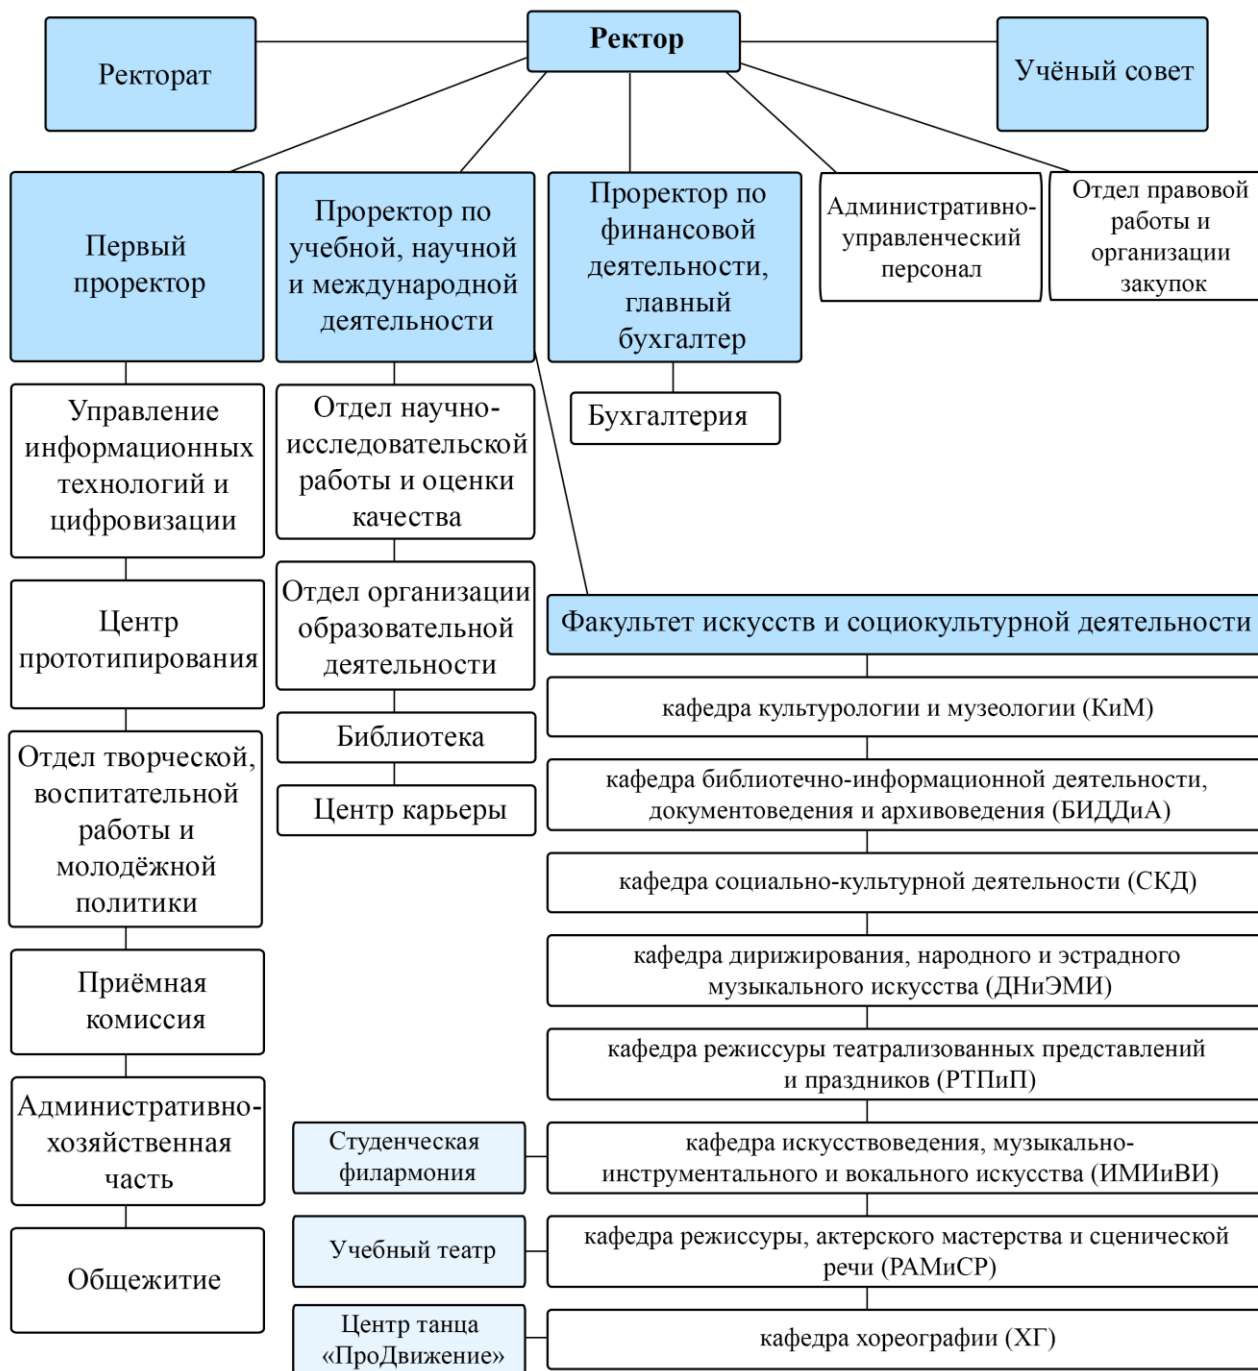 Ректор
Ректорат
Учёный совет
Первый
проректор
Проректор по
учебной, научной
и международной
деятельности
Проректор по
финансовой
деятельности,
главный
бухгалтер
Административно-
управленческий
персонал
Отдел правовой
работы и
организации
закупок
Управление
информационных
технологий и
цифровизации
Центр
прототипирования
Отдел творческой,
воспитательной
работы и
молодёжной
политики
Приёмная
комиссия
Административно-
хозяйственная
часть
Общежитие
Отдел научно-
исследовательской
работы и оценки
качества
Отдел организации
образовательной
деятельности
Библиотека
Центр карьеры
Бухгалтерия
Факультет искусств и социокультурной деятельности
кафедра культурологии и музеологии (КиМ)
кафедра библиотечно-информационной деятельности,
документоведения и архивоведения (БИДДиА)
кафедра социально-культурной деятельности (СКД)
кафедра дирижирования, народного и эстрадного
музыкального искусства (ДНиЭМИ)
кафедра режиссуры театрализованных представлений
и праздников (РТПиП)
Студенческая
филармония
кафедра искусствоведения, музыкально-
инструментального и вокального искусства (ИМИиВИ)
Учебный театр
кафедра режиссуры, актерского мастерства и сценической
речи (РАМиСР)
Центр танца
«ПроДвижение»
кафедра хореографии (ХГ)